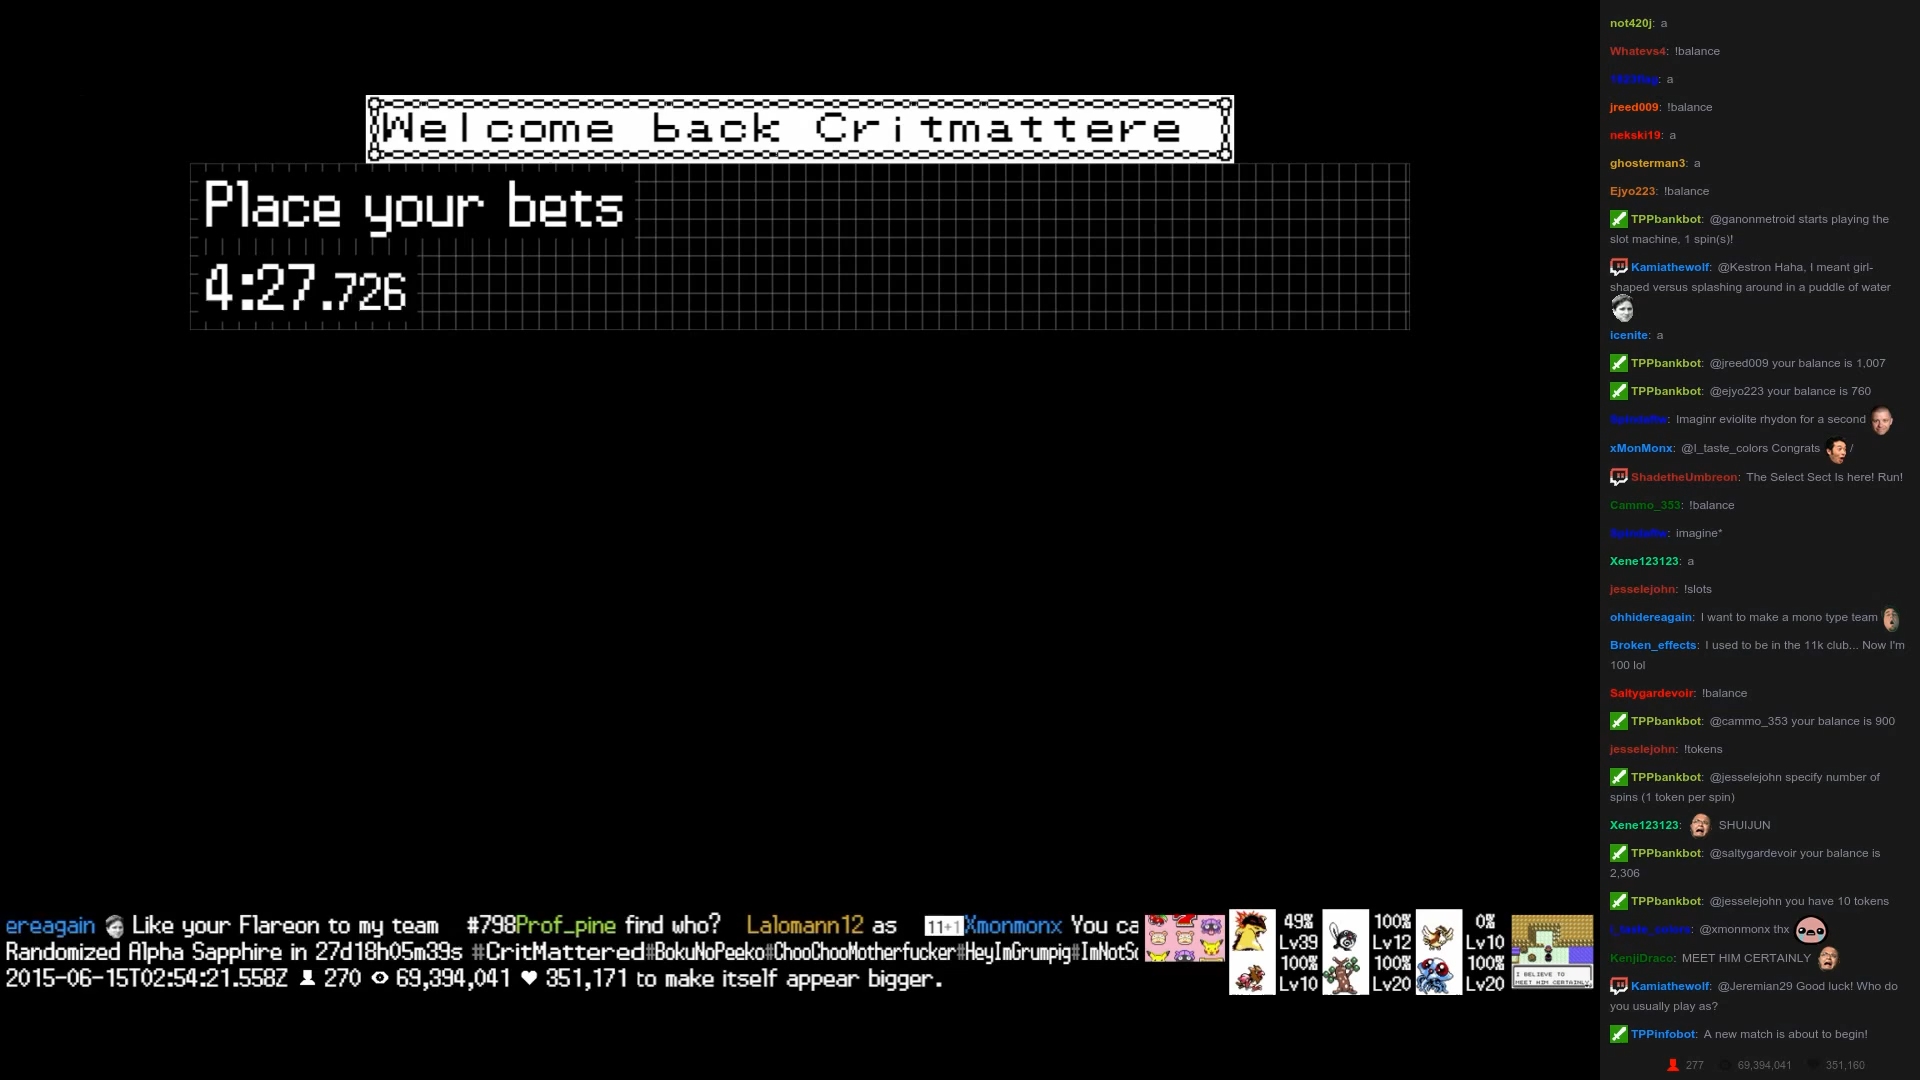 Welcome back Critmattere
Place your bets
4:27.726
ereagain Like your Flareon to my team #798Prof_pine find who? Lalomann12 as 11+1Xmonmonx You ca
Randomized Alpha Sapphire in 27d18h05m39s #CritMattered#BokuNoPeeko#ChooChooMotherfucker#HeyImGrumpig#ImNotSc
2015-06-15T02:54:21.558Z 270 69,394,041 351,171 to make itself appear bigger.
49% 100% 0%
Lv39 Lv12 Lv10
100% 100% 100%
Lv10 Lv20 Lv20
I BELIEVE TO
MEET HIM CERTAINLY
not420j: a
Whatevs4: !balance
: a
jreed009: !balance
nekski19: a
ghosterman3: a
Ejyo223: !balance
TPPbankbot: @ganonmetroid starts playing the
slot machine, 1 spin(s)!
Kamiathewolf: @Kestron Haha, I meant girl-
shaped versus splashing around in a puddle of water
icenite: a
TPPbankbot: @jreed009 your balance is 1,007
TPPbankbot: @ejyo223 your balance is 760
: Imaginr eviolite rhydon for a second
xMonMonx: @I_taste_colors Congrats /
ShadetheUmbreon: The Select Sect Is here! Run!
Cammo_353: !balance
: imagine*
Xene123123: a
jesselejohn: !slots
ohhidereagain: I want to make a mono type team
Broken_effects: I used to be in the 11k club... Now I'm
100 lol
Saltygardevoir: !balance
TPPbankbot: @cammo_353 your balance is 900
jesselejohn: !tokens
TPPbankbot: @jesselejohn specify number of
spins (1 token per spin)
Xene123123: SHUIJUN
TPPbankbot: @saltygardevoir your balance is
2,306
TPPbankbot: @jesselejohn you have 10 tokens
i_taste_colors: @xmonmonx thx
KenjiDraco: MEET HIM CERTAINLY
Kamiathewolf: @Jeremian29 Good luck! Who do
you usually play as?
TPPinfobot: A new match is about to begin!
277 69,394,041 351,160